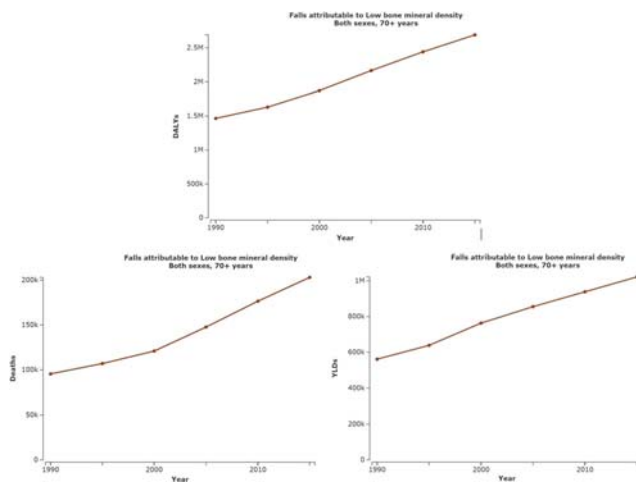 Falls attributable to Low bone mineral density
Both sexes, 70+ years
2.5M
2M
1.5M
1M
500k
0
DALYs
1990
2000
2010
Year
Falls attributable to Low bone mineral density
Both sexes, 70+ years
200k
150k
100k
50k
0
Deaths
1990
2000
2010
Year
Falls attributable to Low bone mineral density
Both sexes, 70+ years
1M
800k
600k
400k
200k
0
YLDs
1990
2000
2010
Year